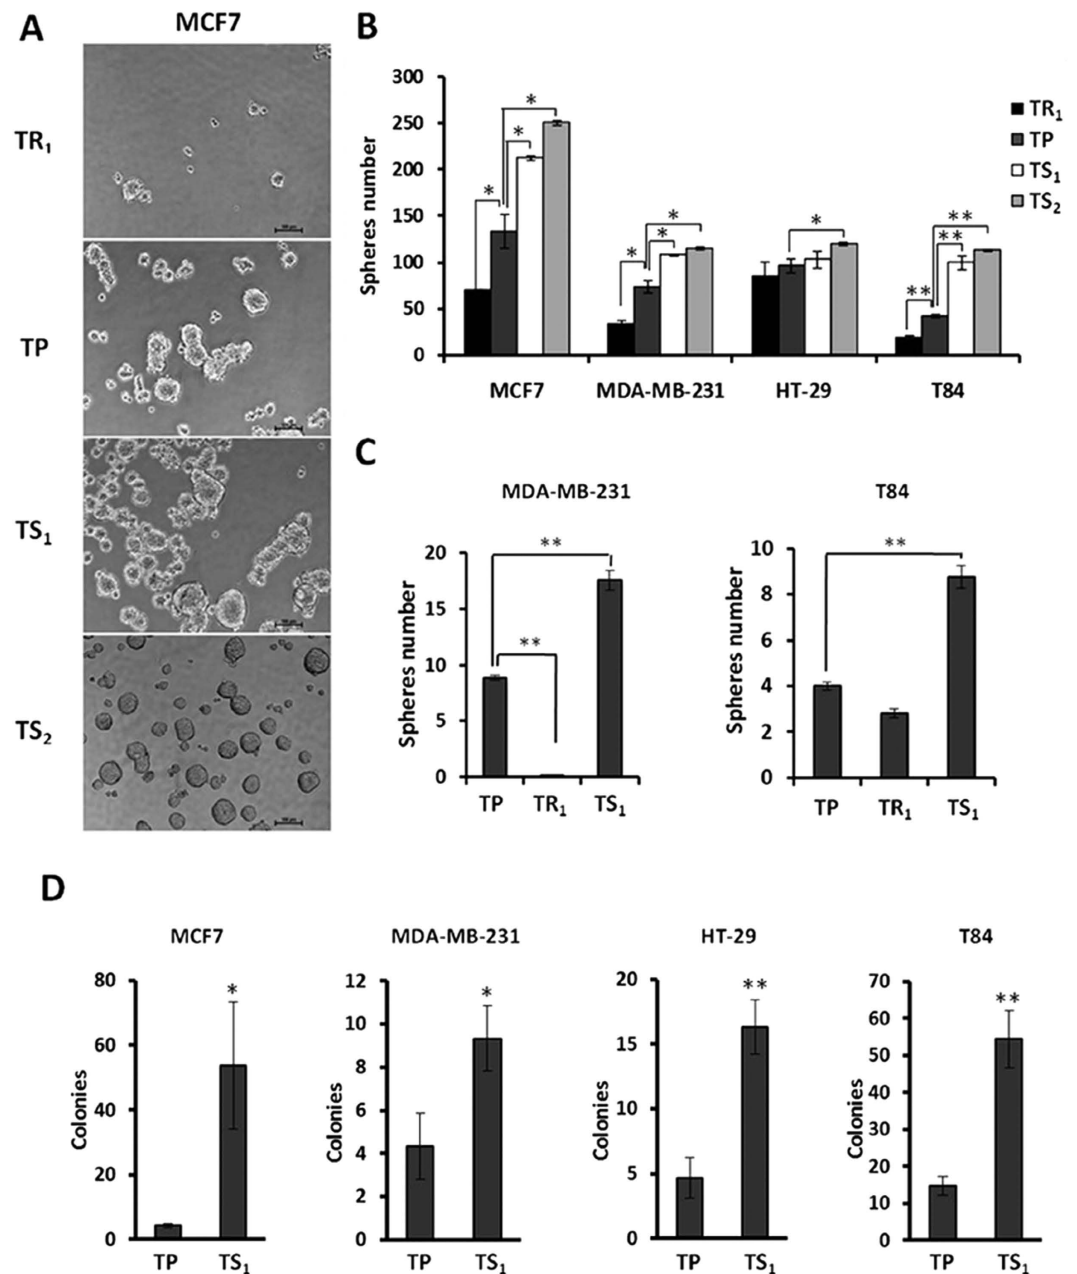 A
MCF7
TR₁
TP
TS₁
TS₂
B
Spheres number
300
250
200
150
100
50
0
*
*
*
*
*
*
*
**
**
**
MCF7
MDA-MB-231
HT-29
T84
TR₁
TP
TS₁
TS₂
C
MDA-MB-231
Spheres number
20
15
10
5
0
**
**
TP
TR₁
TS₁
T84
Spheres number
10
8
6
4
2
0
**
TP
TR₁
TS₁
D
MCF7
Colonies
80
60
40
20
0
*
TP
TS₁
MDA-MB-231
Colonies
12
10
8
6
4
2
0
*
TP
TS₁
HT-29
Colonies
20
15
10
5
0
**
TP
TS₁
T84
Colonies
70
60
50
40
30
20
10
0
**
TP
TS₁